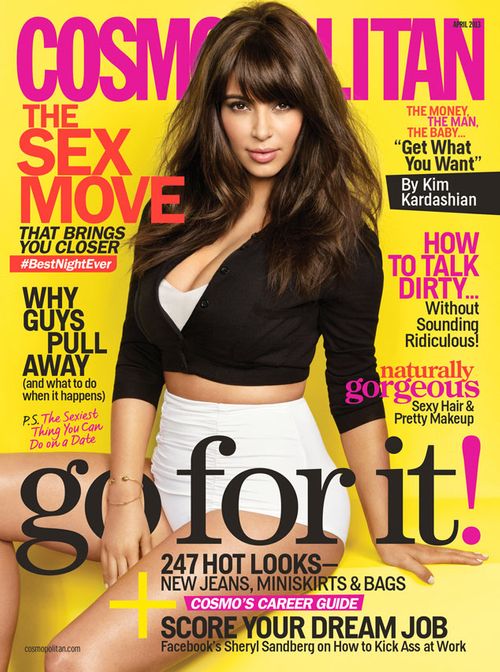 COSMOPOLITAN
APRIL 2013
THE
SEX
MOVE
THAT BRINGS
YOU CLOSER
#BestNightEver
WHY
GUYS
PULL
AWAY
(and what to do
when it happens)
P.S. The Sexiest
Thing You Can
Do on a Date
THE MONEY,
THE MAN,
THE BABY...
“Get What
You Want”
By Kim
Kardashian
HOW
TO TALK
DIRTY...
Without
Sounding
Ridiculous!
naturally
gorgeous
Sexy Hair &
Pretty Makeup
go for it!
247 HOT LOOKS—
NEW JEANS, MINISKIRTS & BAGS
+
COSMO'S CAREER GUIDE
SCORE YOUR DREAM JOB
Facebook's Sheryl Sandberg on How to Kick Ass at Work
cosmopolitan.com